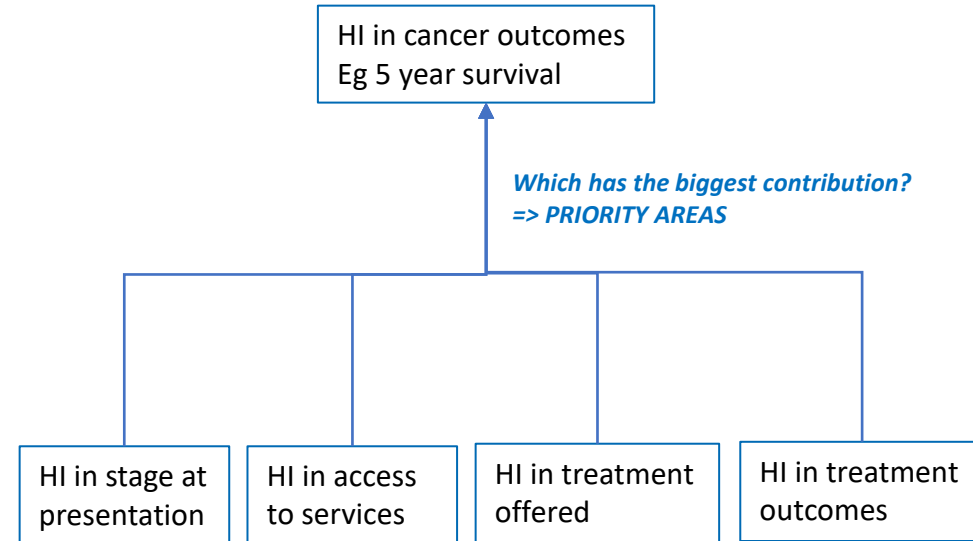 HI in cancer outcomes
Eg 5 year survival
Which has the biggest contribution?
=> PRIORITY AREAS
HI in stage at
presentation
HI in access
to services
HI in treatment
offered
HI in treatment
outcomes